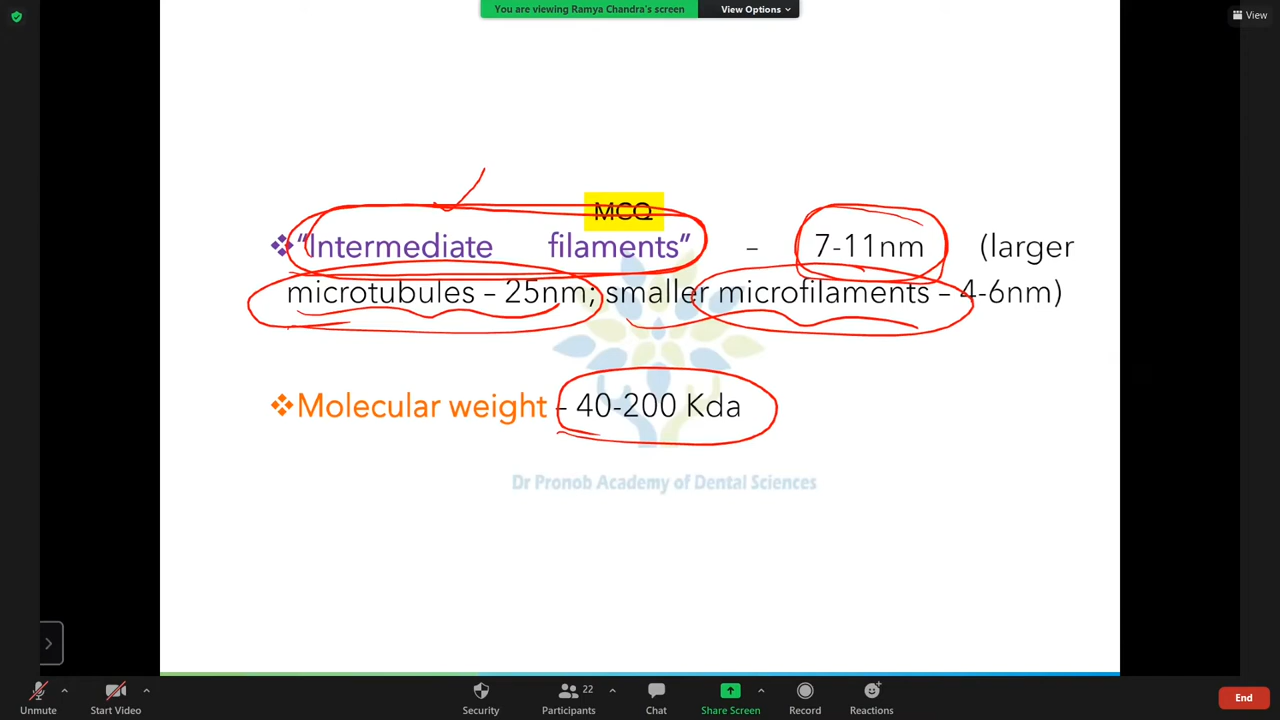 You are viewing Ramya Chandra's screen
View Options
View
MCQ
❖"Intermediate filaments" – 7-11nm (larger
microtubules – 25nm; smaller microfilaments – 4-6nm)
❖Molecular weight – 40-200 Kda
Dr Pronob Academy of Dental Sciences
Unmute
Start Video
Security
Participants
22
Chat
Share Screen
Record
Reactions
End